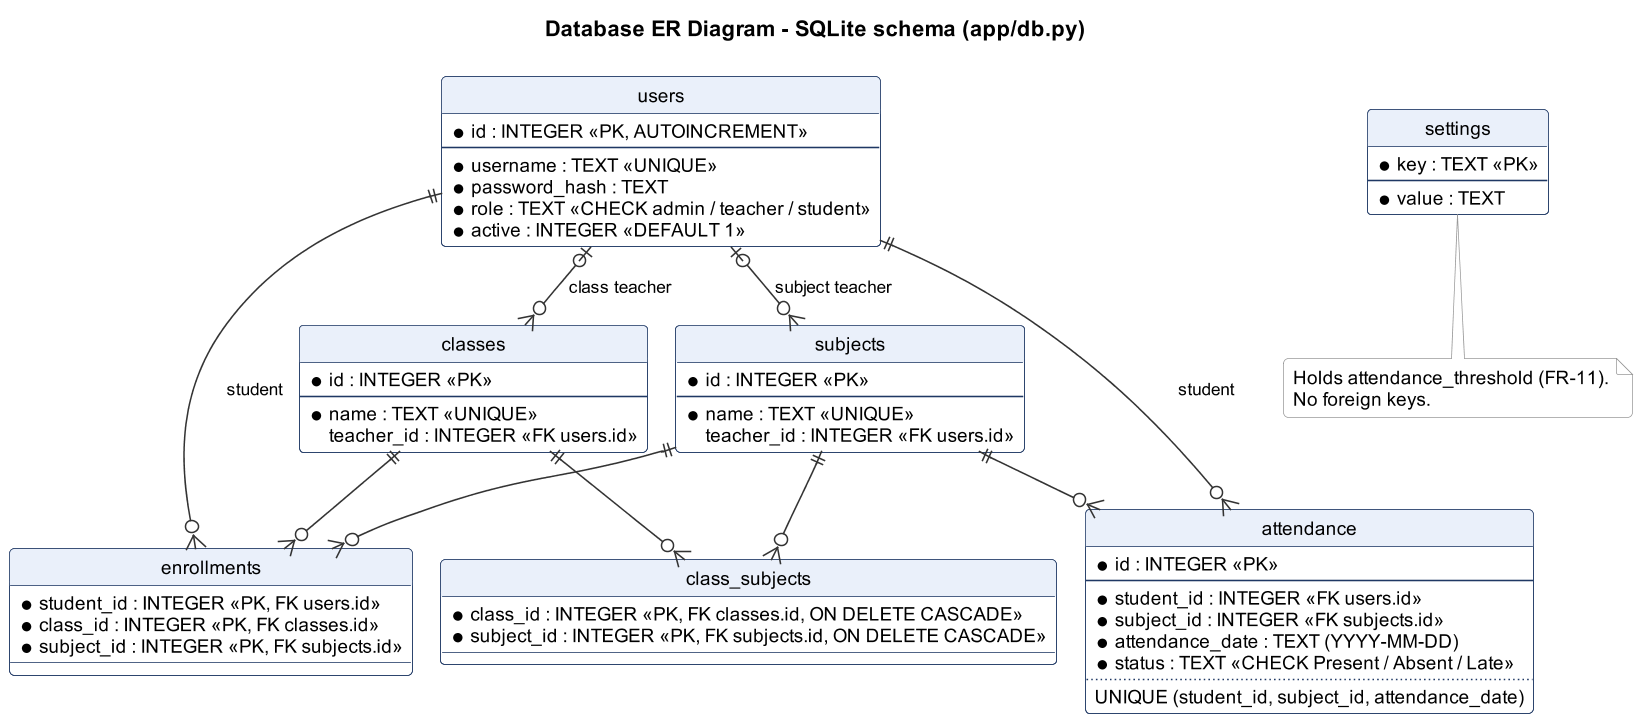 Database ER Diagram - SQLite schema (app/db.py)
users
id : INTEGER «PK, AUTOINCREMENT»
username : TEXT «UNIQUE»
password_hash : TEXT
role : TEXT «CHECK admin / teacher / student»
active : INTEGER «DEFAULT 1»
settings
key : TEXT «PK»
value : TEXT
class teacher
subject teacher
classes
id : INTEGER «PK»
name : TEXT «UNIQUE»
teacher_id : INTEGER «FK users.id»
subjects
id : INTEGER «PK»
name : TEXT «UNIQUE»
teacher_id : INTEGER «FK users.id»
student
student
Holds attendance_threshold (FR-11).
No foreign keys.
enrollments
student_id : INTEGER «PK, FK users.id»
class_id : INTEGER «PK, FK classes.id»
subject_id : INTEGER «PK, FK subjects.id»
class_subjects
class_id : INTEGER «PK, FK classes.id, ON DELETE CASCADE»
subject_id : INTEGER «PK, FK subjects.id, ON DELETE CASCADE»
attendance
id : INTEGER «PK»
student_id : INTEGER «FK users.id»
subject_id : INTEGER «FK subjects.id»
attendance_date : TEXT (YYYY-MM-DD)
status : TEXT «CHECK Present / Absent / Late»
UNIQUE (student_id, subject_id, attendance_date)